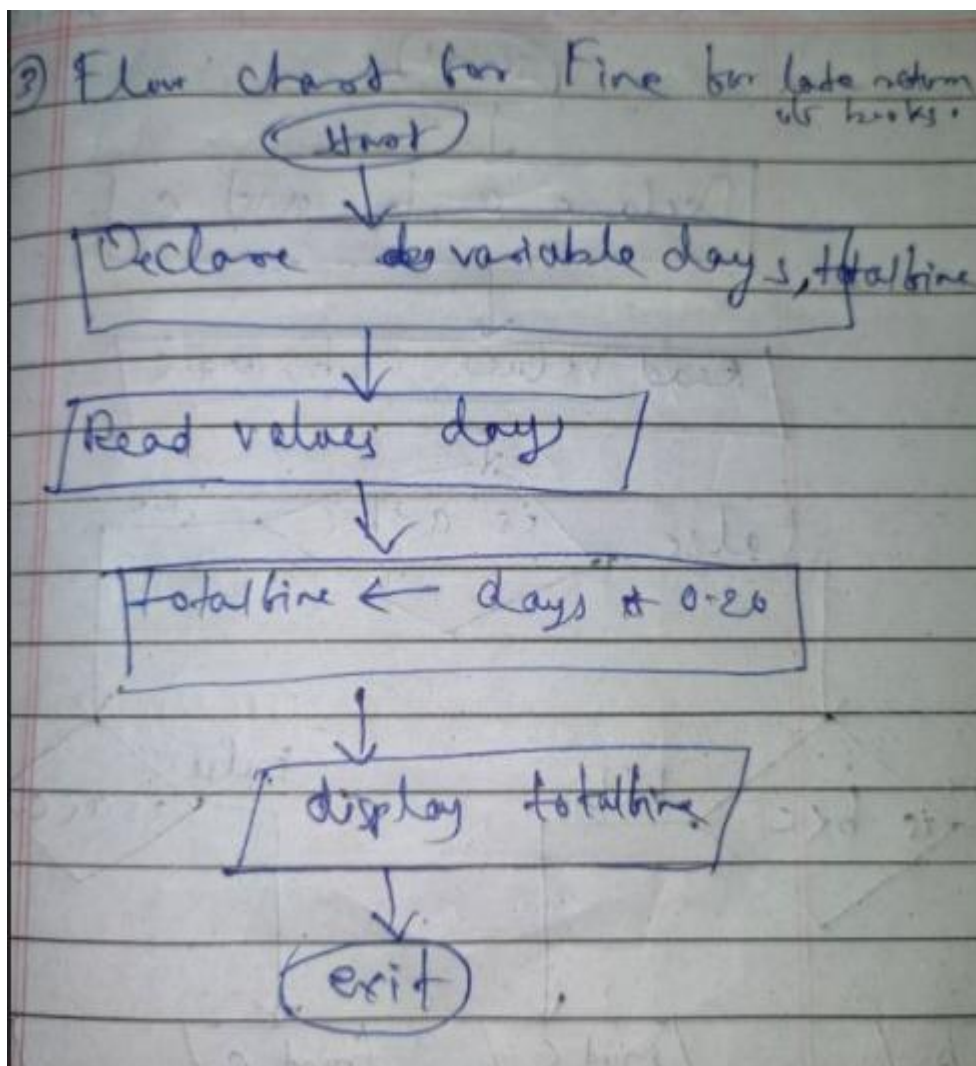 ③ Flow chart for Fine for late return
of books.
Start
Declare variable days, totalfine
Read values days
totalfine ← days * 0.20
display totalfine
exit